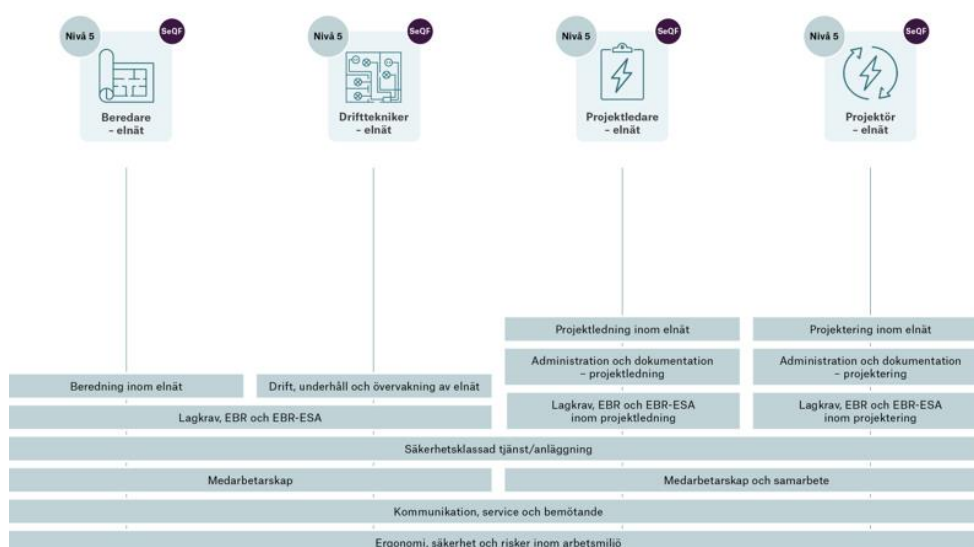 Nivå 5
SeQF
Beredare
– elnät
Nivå 5
SeQF
Drifttekniker
– elnät
Nivå 5
SeQF
Projektledare
– elnät
Nivå 5
SeQF
Projektör
– elnät
Projektledning inom elnät
Projektering inom elnät
Administration och dokumentation
– projektledning
Administration och dokumentation
– projektering
Beredning inom elnät
Drift, underhåll och övervakning av elnät
Lagkrav, EBR och EBR-ESA
Lagkrav, EBR och EBR-ESA
inom projektledning
Lagkrav, EBR och EBR-ESA
inom projektering
Säkerhetsklassad tjänst/anläggning
Medarbetarskap
Medarbetarskap och samarbete
Kommunikation, service och bemötande
Ergonomi, säkerhet och risker inom arbetsmiljö